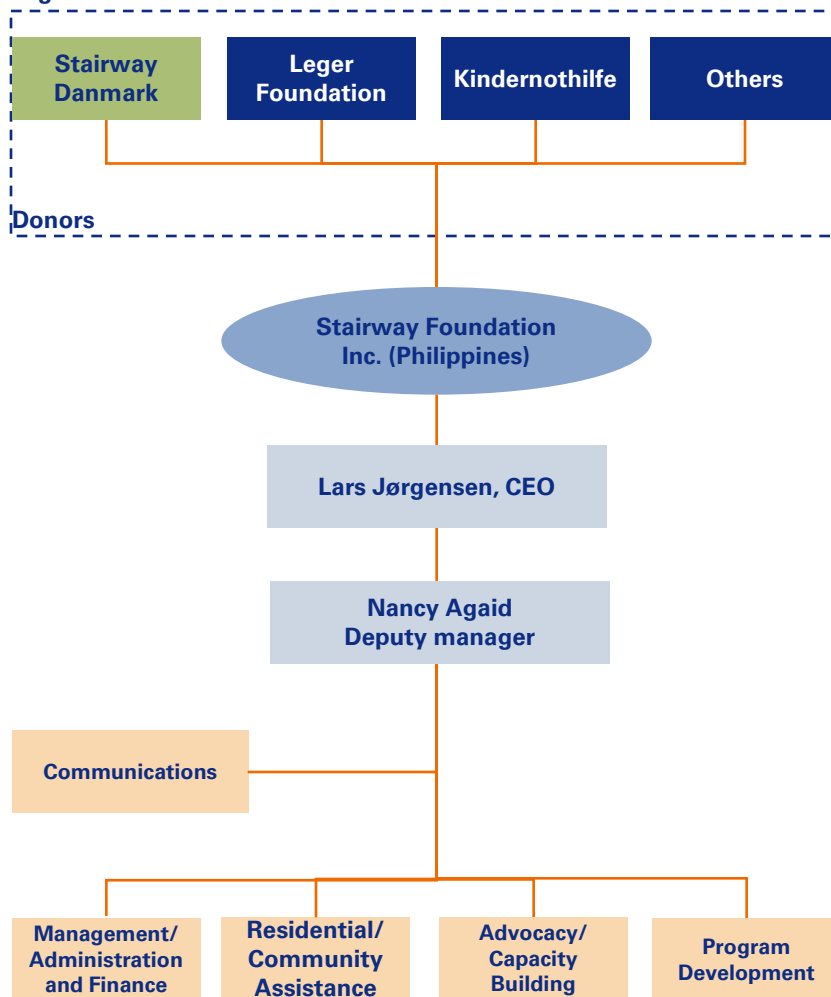 Stairway
Danmark
Leger
Foundation
Kindernothilfe
Others
Donors
Stairway Foundation
Inc. (Philippines)
Lars Jørgensen, CEO
Nancy Agaid
Deputy manager
Communications
Management/
Administration
and Finance
Residential/
Community
Assistance
Advocacy/
Capacity
Building
Program
Development